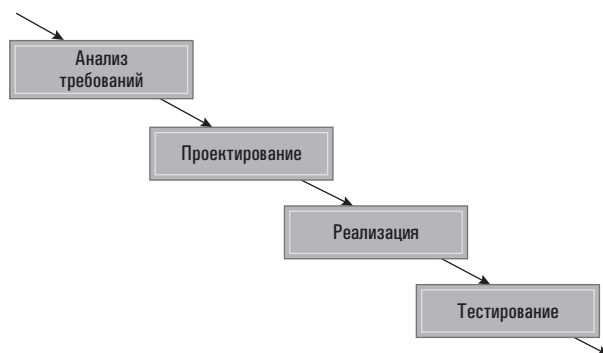 Анализ
требований
Проектирование
Реализация
Тестирование